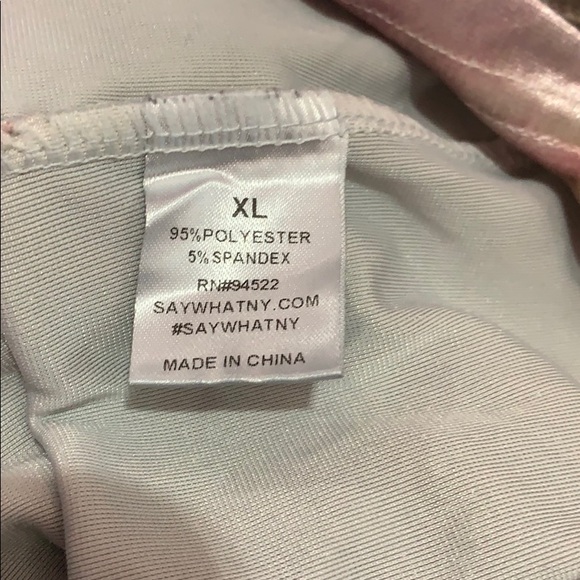 XL
95%POLYESTER
5%SPANDEX
RN#94522
SAYWHATNY.COM
#SAYWHATNY
MADE IN CHINA